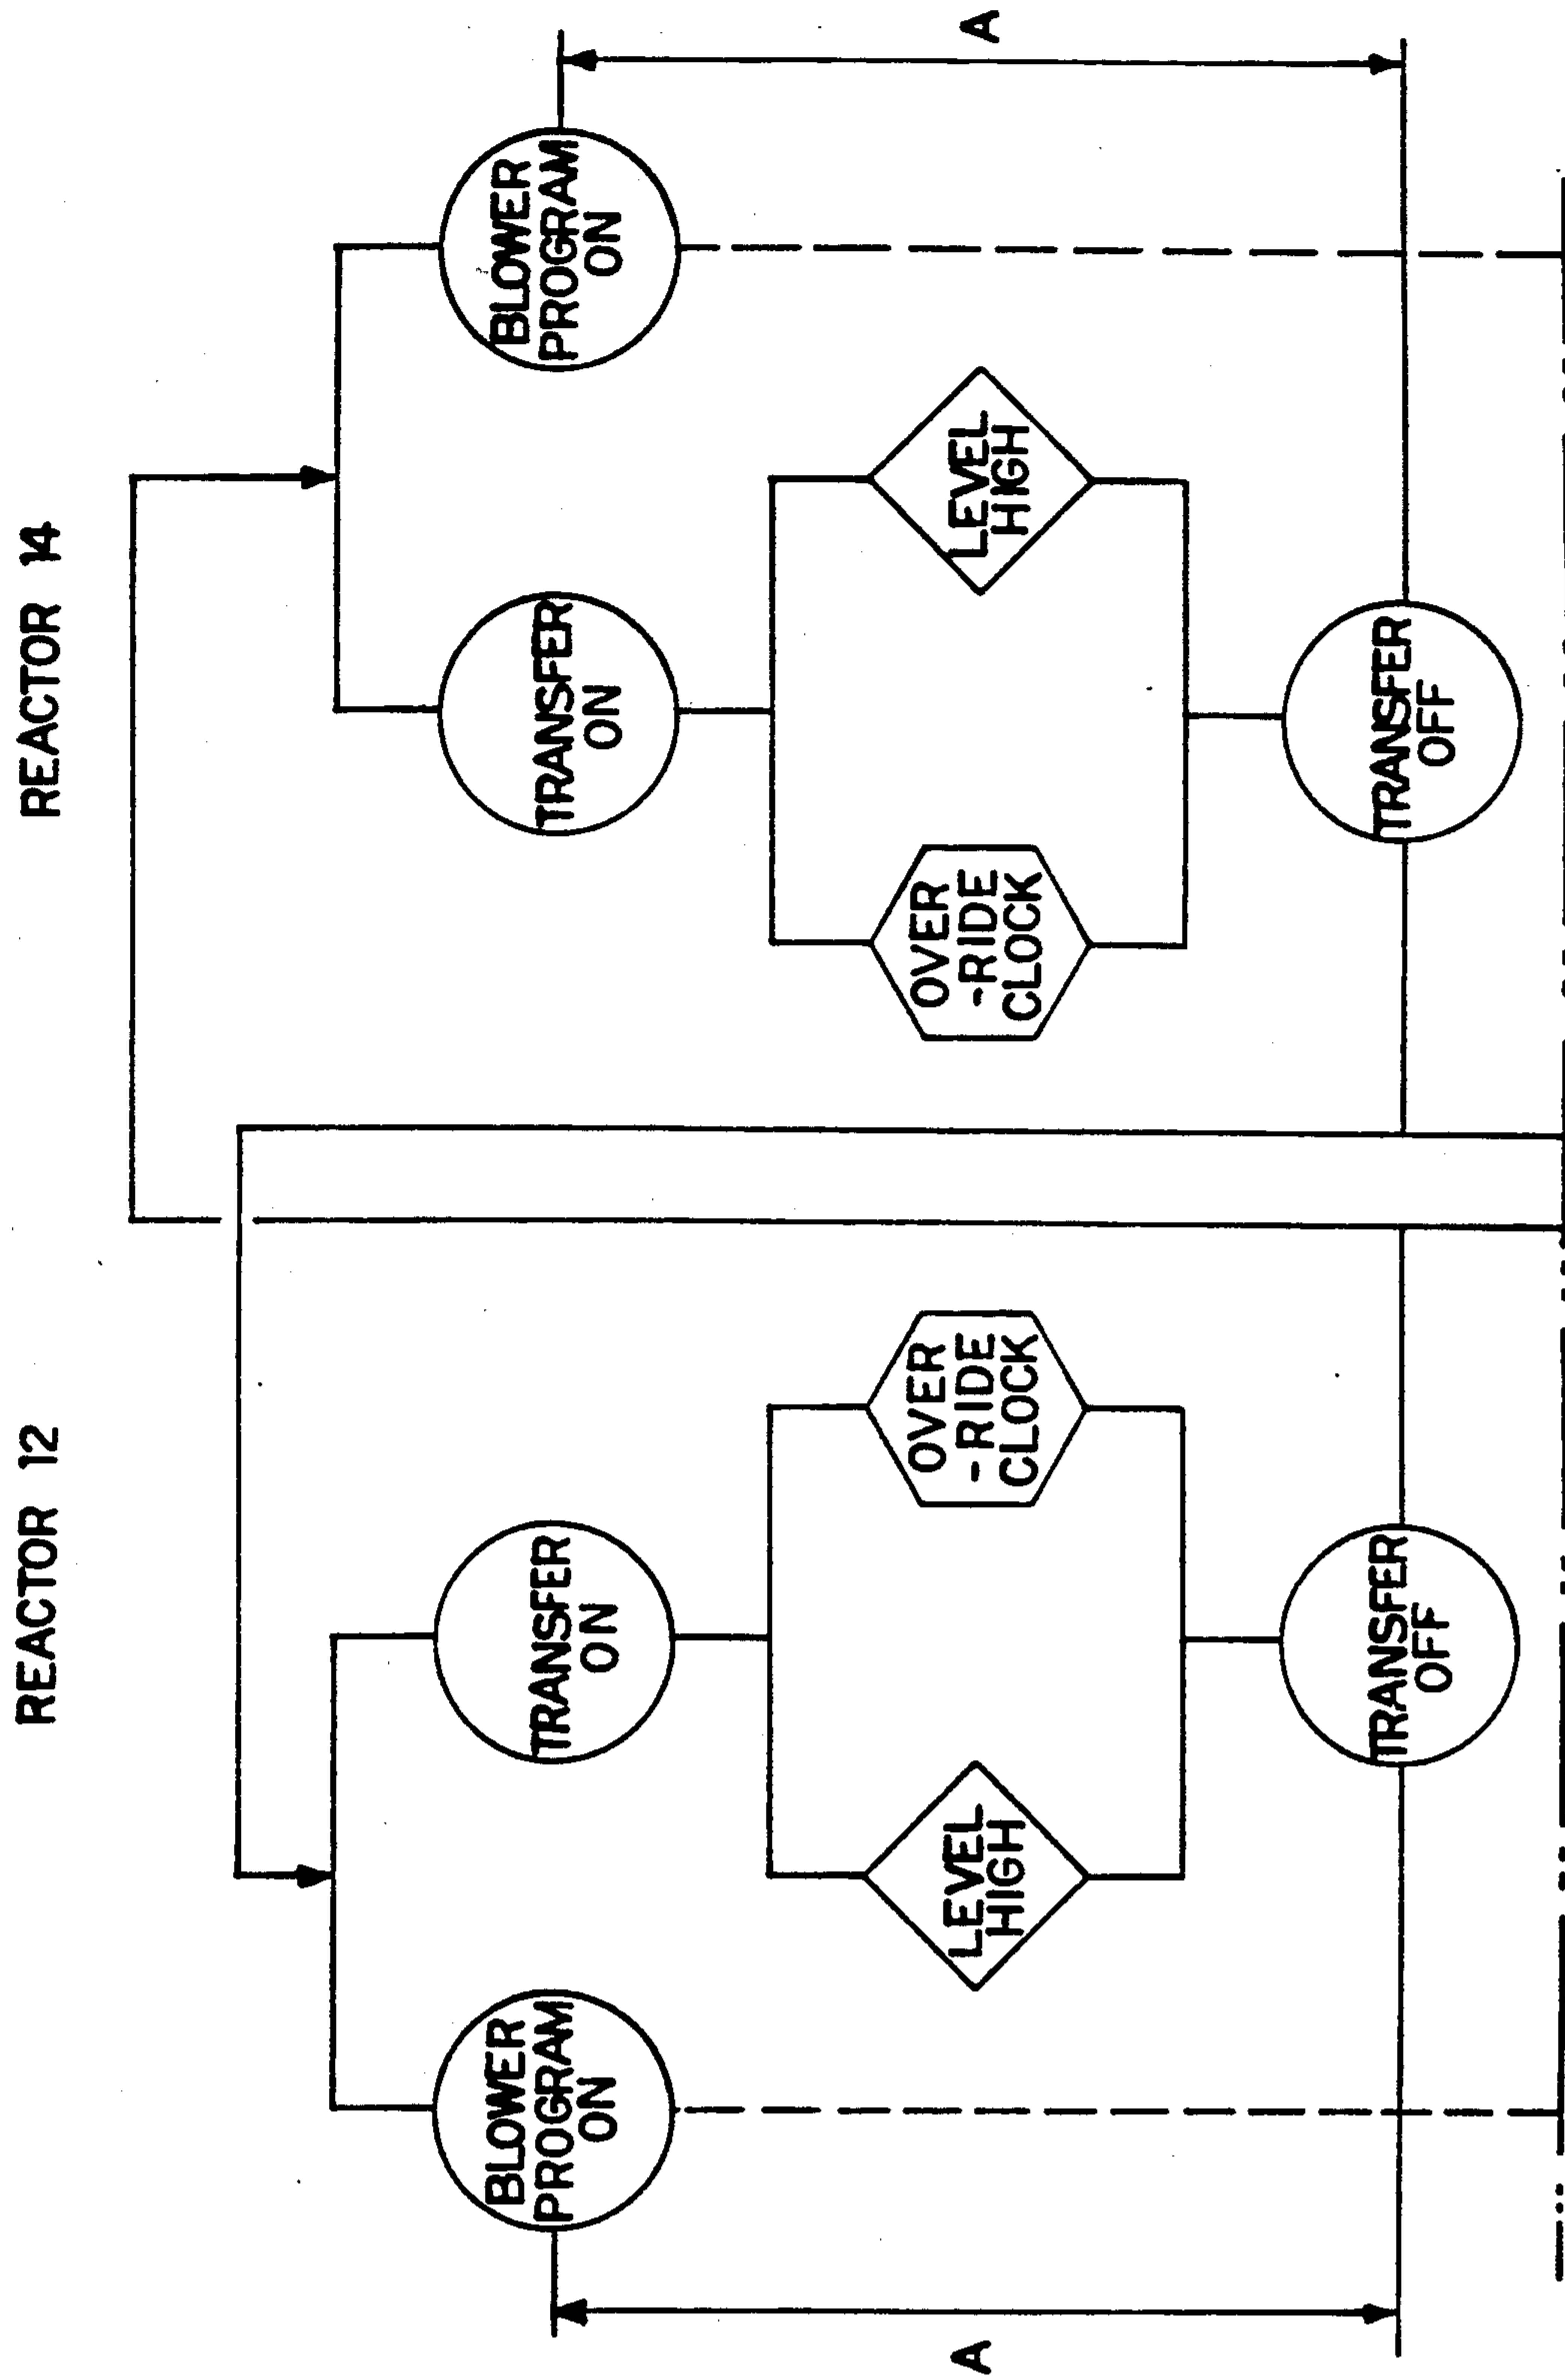 REACTOR 12
REACTOR 14
BLOWER
PROGRAM
ON
TRANSFER
ON
TRANSFER
ON
BLOWER
PROGRAM
ON
A
LEVEL
HIGH
OVER
-RIDE
CLOCK
OVER
-RIDE
CLOCK
LEVEL
HIGH
A
TRANSFER
OFF
TRANSFER
OFF